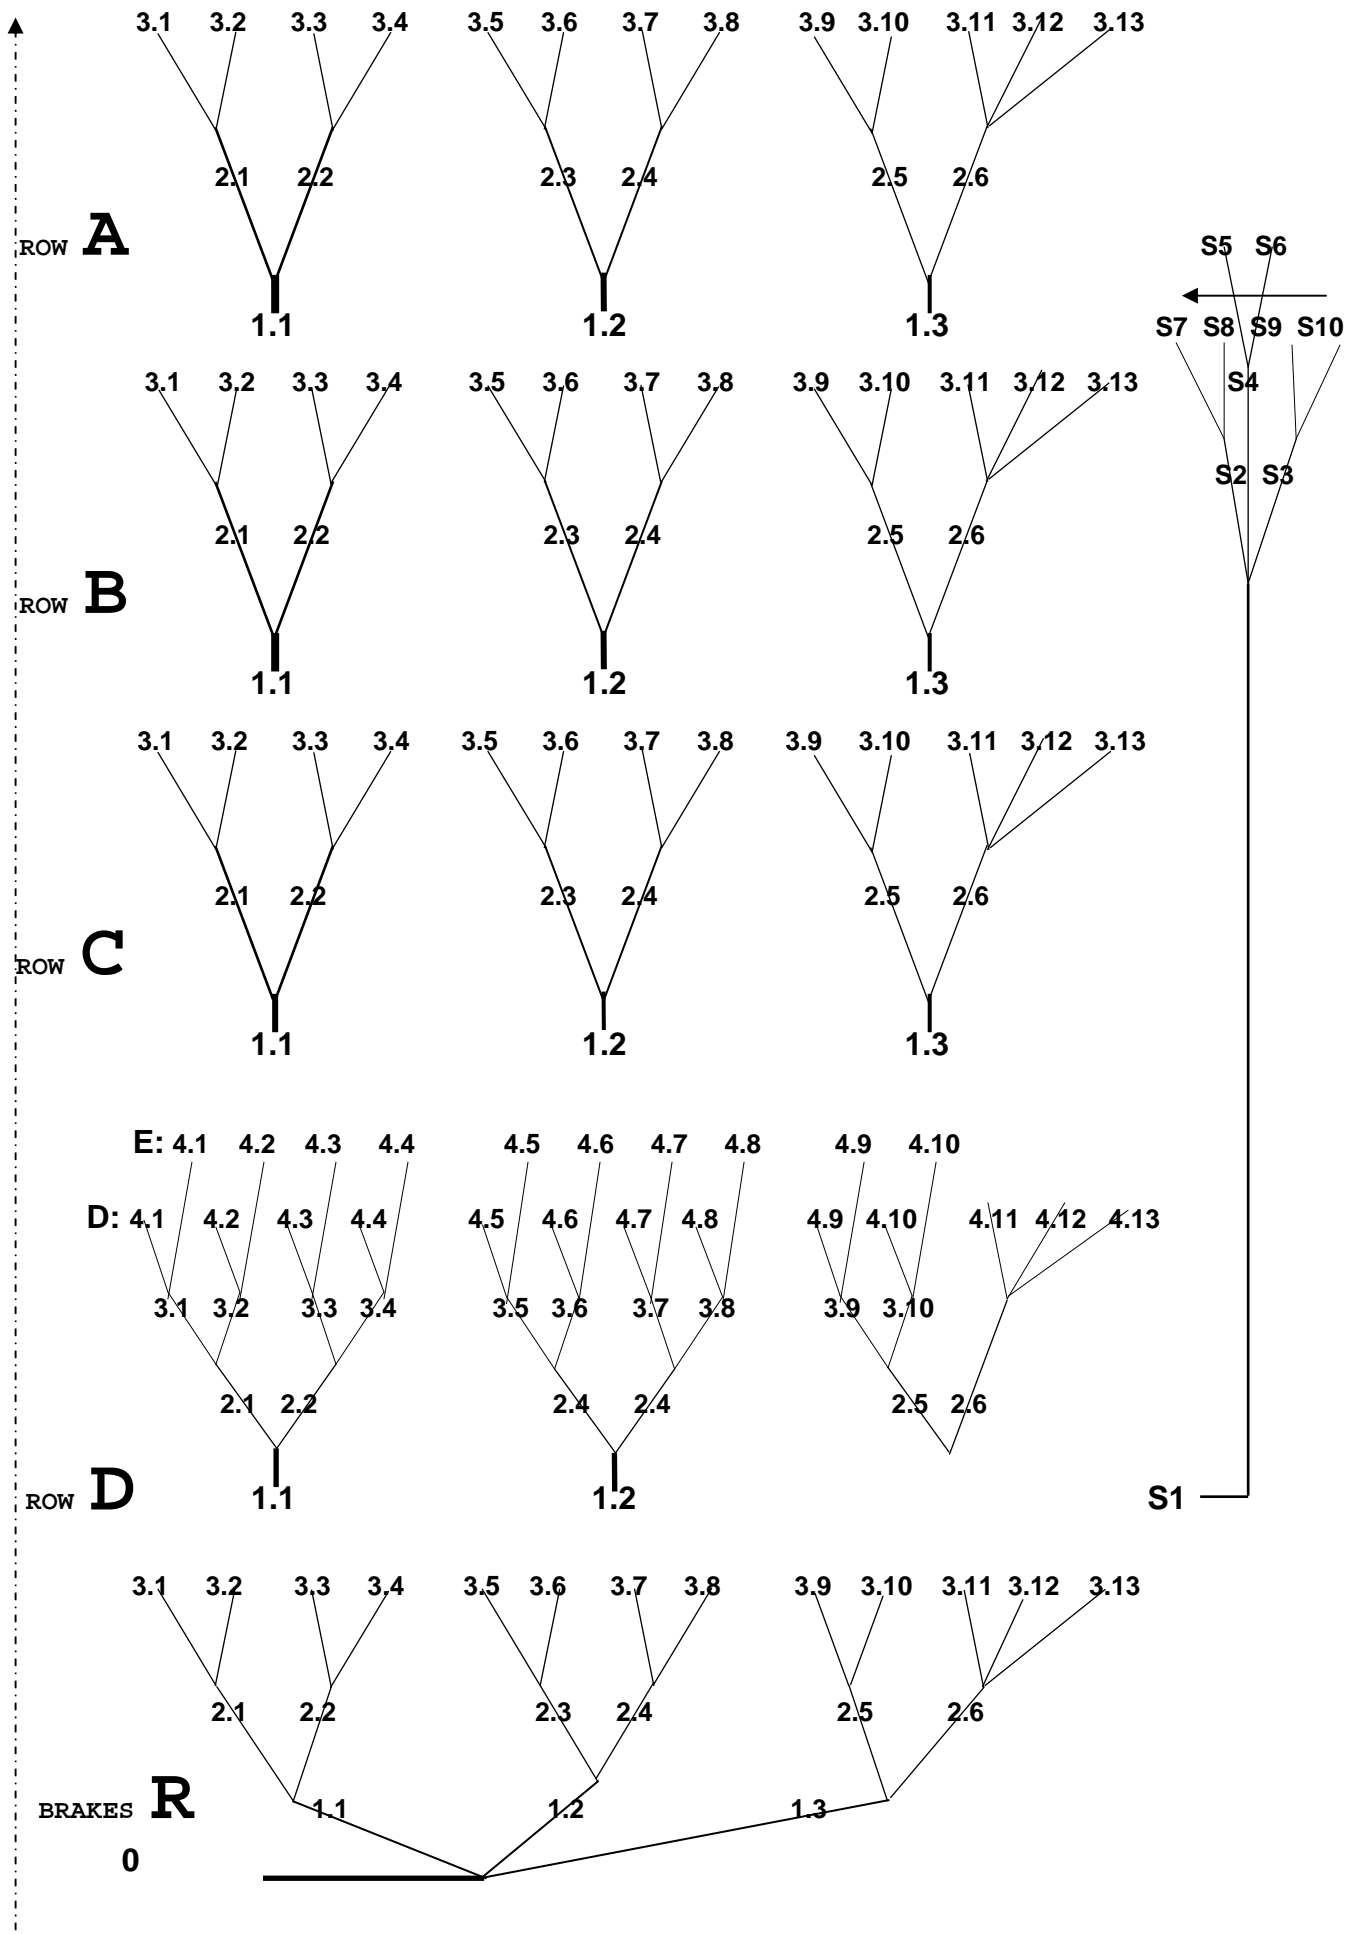 3.1 3.2 3.3 3.4 3.5 3.6 3.7 3.8 3.9 3.10 3.11 3.12 3.13
2.1 2.2 2.3 2.4 2.5 2.6
ROW A
1.1 1.2 1.3
S5 S6
S7 S8 S9 S10
S4
S2 S3
3.1 3.2 3.3 3.4 3.5 3.6 3.7 3.8 3.9 3.10 3.11 3.12 3.13
2.1 2.2 2.3 2.4 2.5 2.6
ROW B
1.1 1.2 1.3
3.1 3.2 3.3 3.4 3.5 3.6 3.7 3.8 3.9 3.10 3.11 3.12 3.13
2.1 2.2 2.3 2.4 2.5 2.6
ROW C
1.1 1.2 1.3
E: 4.1 4.2 4.3 4.4 4.5 4.6 4.7 4.8 4.9 4.10
D: 4.1 4.2 4.3 4.4 4.5 4.6 4.7 4.8 4.9 4.10 4.11 4.12 4.13
3.1 3.2 3.3 3.4 3.5 3.6 3.7 3.8 3.9 3.10
2.1 2.2 2.4 2.4 2.5 2.6
ROW D
1.1 1.2
S1
3.1 3.2 3.3 3.4 3.5 3.6 3.7 3.8 3.9 3.10 3.11 3.12 3.13
2.1 2.2 2.3 2.4 2.5 2.6
BRAKES R
1.1 1.2 1.3
0